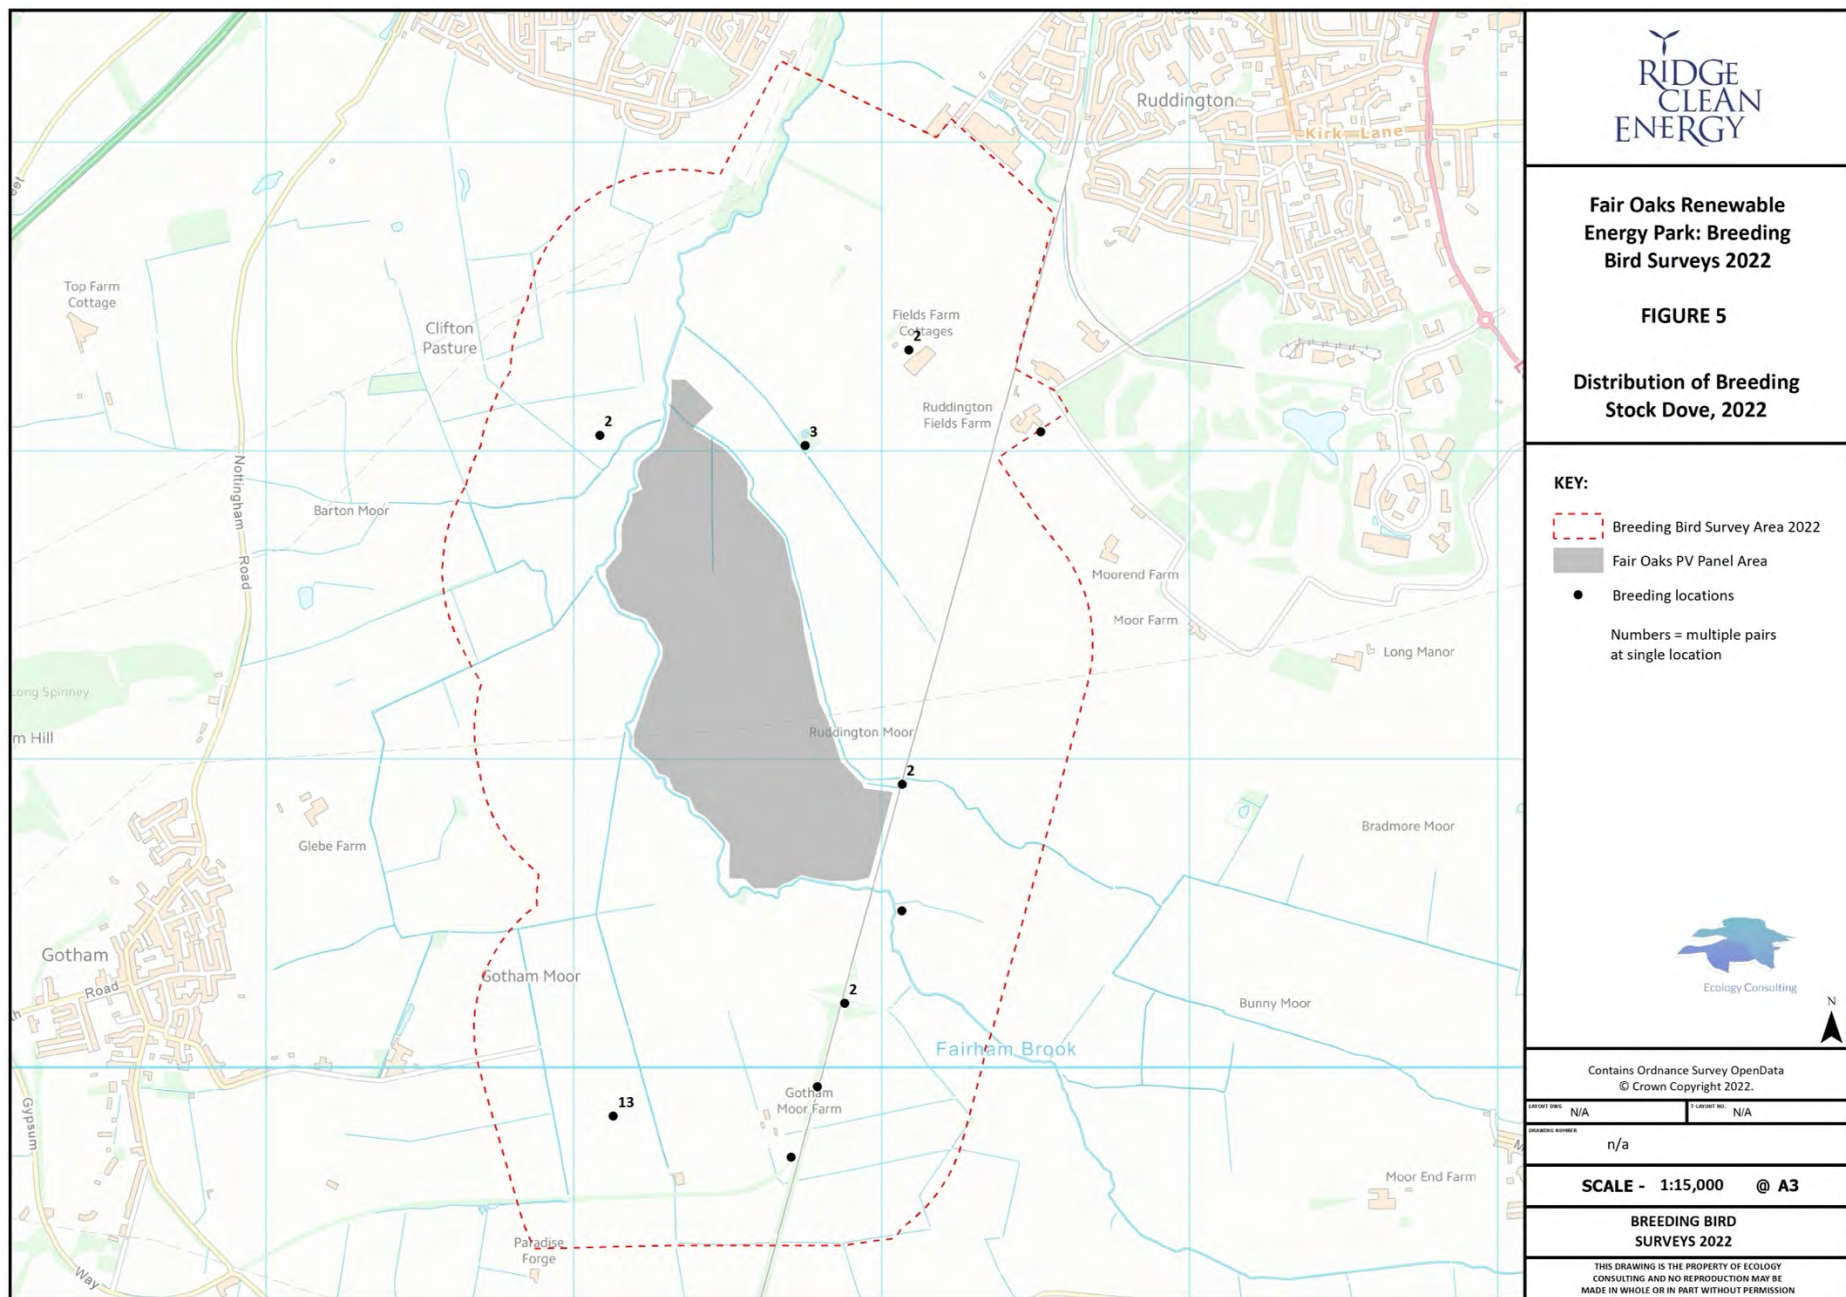 Ruddington
Kirk Lane
Top Farm
Cottage
Clifton
Pasture
Fields Farm
Cottages
2
Ruddington
Fields Farm
2
3
Nottingham Road
Barton Moor
Moorend Farm
Moor Farm
Long Manor
Long Spinney
m Hill
Ruddington Moor
2
Glebe Farm
Bradmore Moor
Gotham
Road
Gotham Moor
2
Bunny Moor
Fairham Brook
Gotham
Moor Farm
13
Gypsum
Way
Moor End Farm
Paradise
Forge
RIDGE
CLEAN
ENERGY
Fair Oaks Renewable
Energy Park: Breeding
Bird Surveys 2022
FIGURE 5
Distribution of Breeding
Stock Dove, 2022
KEY:
Breeding Bird Survey Area 2022
Fair Oaks PV Panel Area
Breeding locations
Numbers = multiple pairs
at single location
Ecology Consulting
N
Contains Ordnance Survey OpenData
© Crown Copyright 2022.
LAYOUT DWG N/A
T-LAYOUT NO. N/A
DRAWING NUMBER
n/a
SCALE - 1:15,000 @ A3
BREEDING BIRD
SURVEYS 2022
THIS DRAWING IS THE PROPERTY OF ECOLOGY
CONSULTING AND NO REPRODUCTION MAY BE
MADE IN WHOLE OR IN PART WITHOUT PERMISSION